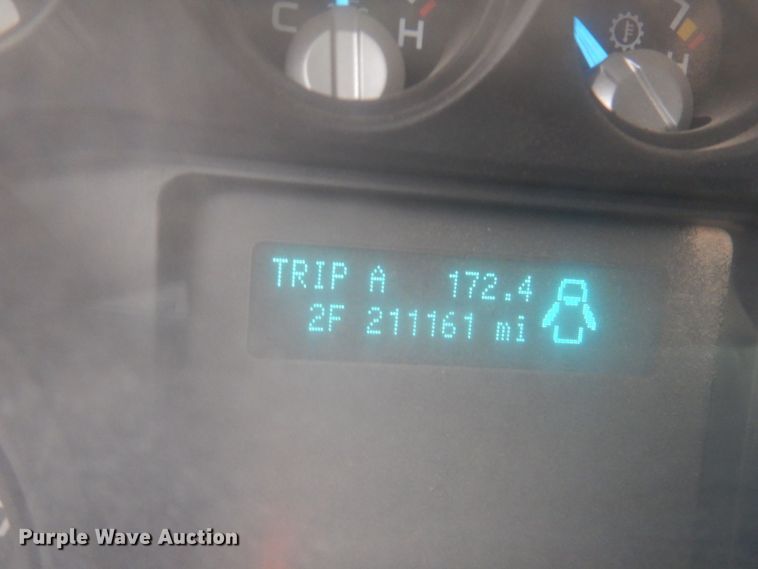 C H
H
TRIP A 172.4
2F 211161 mi
Purple Wave Auction